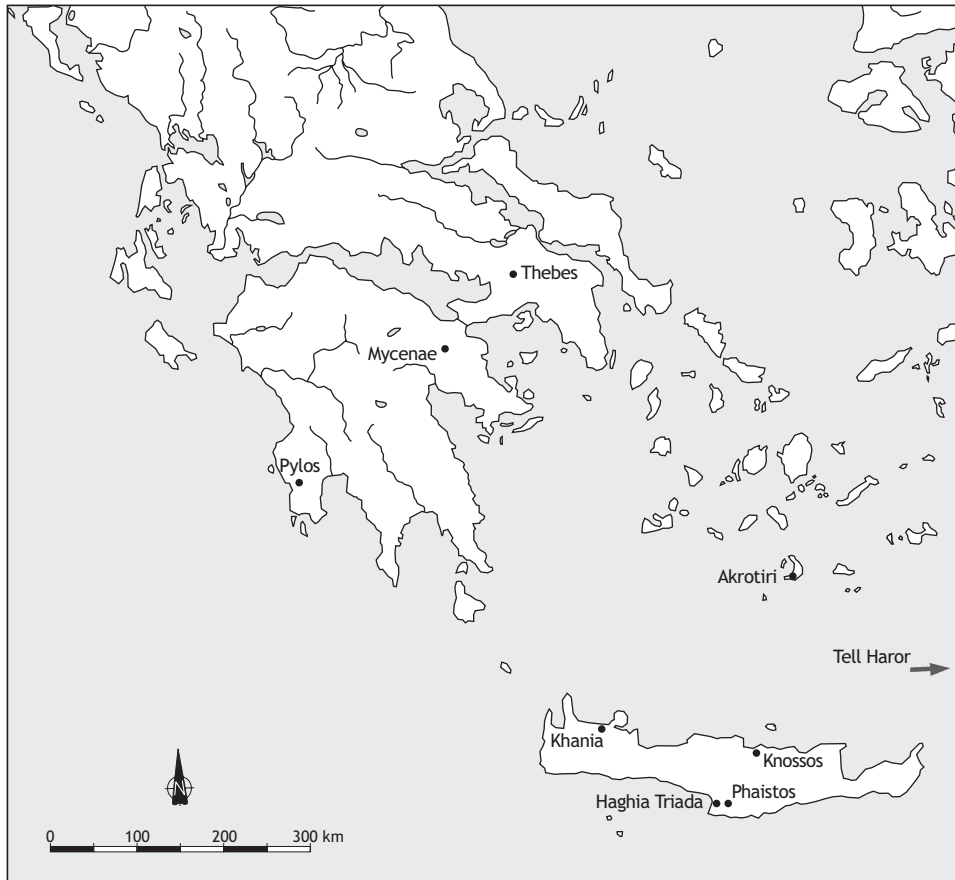 Thebes
Mycenae
Pylos
Akrotiri
Tell Haror
Khania
Knossos
Haghia Triada
Phaistos
N
0 100 200 300 km